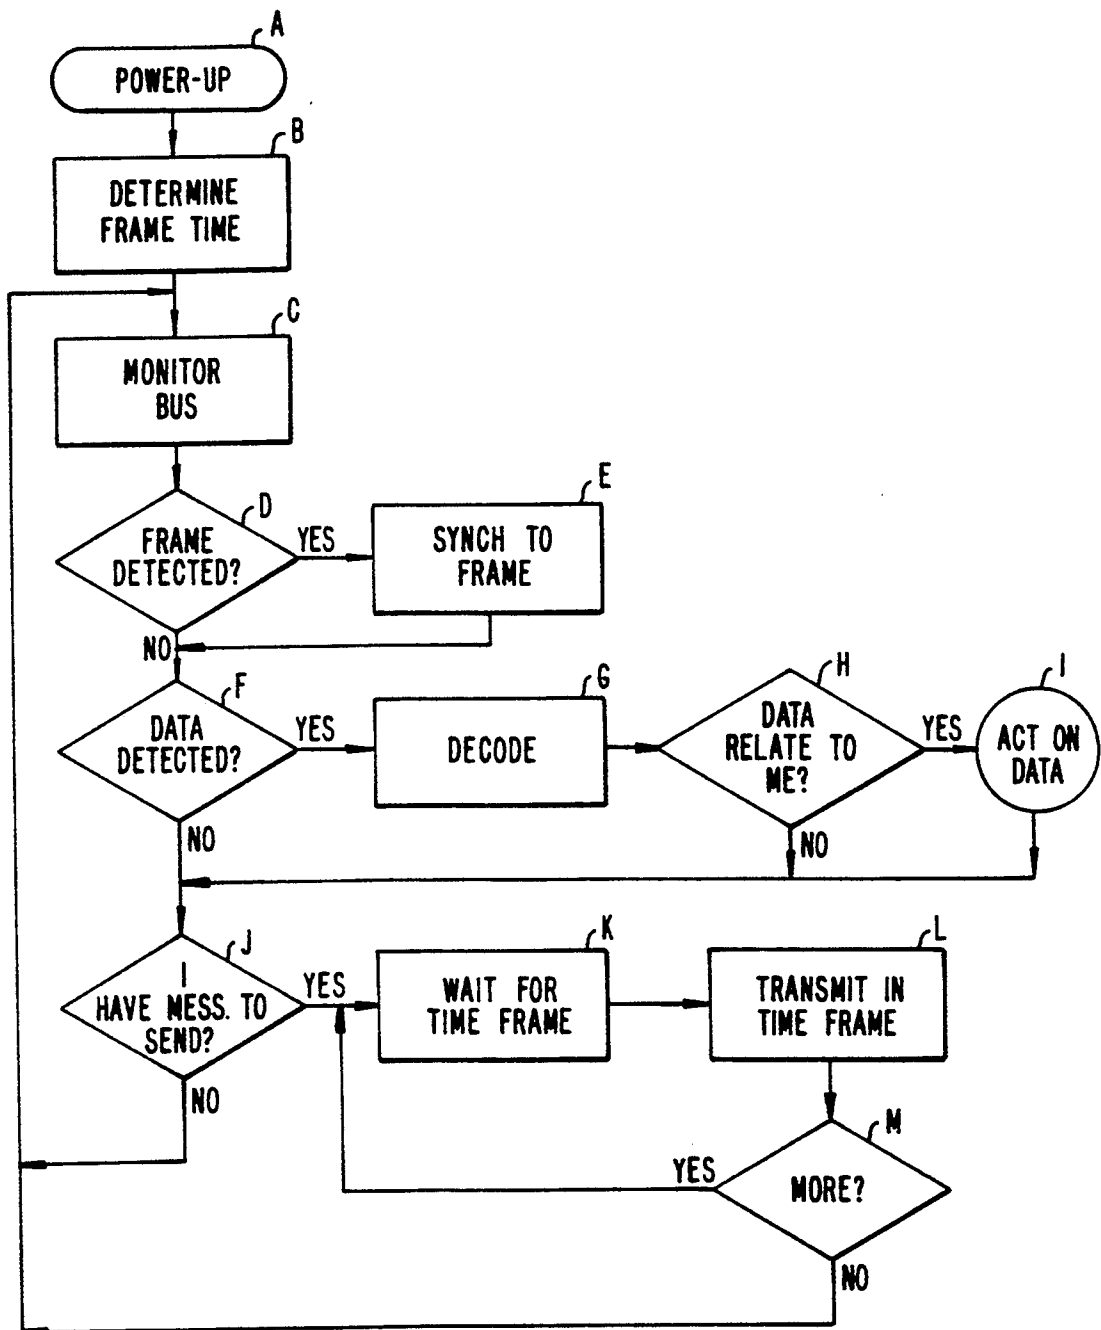 A
POWER-UP
B
DETERMINE
FRAME TIME
C
MONITOR
BUS
D
FRAME
DETECTED?
YES
NO
E
SYNCH TO
FRAME
F
DATA
DETECTED?
YES
NO
G
DECODE
H
DATA
RELATE TO
ME?
YES
NO
I
ACT ON
DATA
J
I
HAVE MESS. TO
SEND?
YES
NO
K
WAIT FOR
TIME FRAME
L
TRANSMIT IN
TIME FRAME
M
MORE?
YES
NO